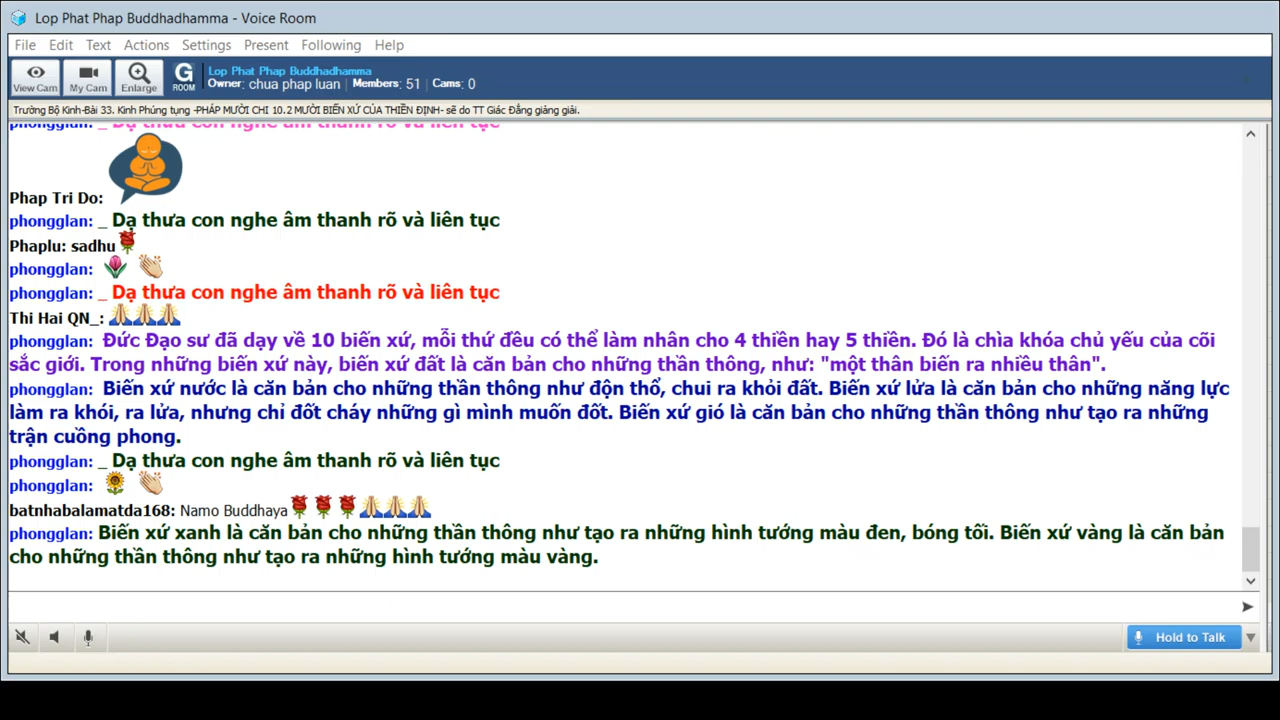 Lop Phat Phap Buddhadhamma - Voice Room
File Edit Text Actions Settings Present Following Help
View Cam My Cam Enlarge G ROOM Lop Phat Phap Buddhadhamma
Owner: chua phap luan Members: 51 Cams: 0
Trường Bộ Kinh-Bài 33. Kinh Phúng tụng -PHÁP MƯỜI CHI 10.2 MƯỜI BIẾN XỨ CỦA THIỀN ĐỊNH- sẽ do TT Giác Đẳng giảng giải.
phongglan: _ Dạ thưa con nghe âm thanh rõ và liên tục
Phap Tri Do:
phongglan: _ Dạ thưa con nghe âm thanh rõ và liên tục
Phaplu: sadhu
phongglan:
phongglan: _ Dạ thưa con nghe âm thanh rõ và liên tục
Thi Hai QN_:
phongglan: Đức Đạo sư đã dạy về 10 biến xứ, mỗi thứ đều có thể làm nhân cho 4 thiền hay 5 thiền. Đó là chìa khóa chủ yếu của cõi
sắc giới. Trong những biến xứ này, biến xứ đất là căn bản cho những thần thông, như: "một thân biến ra nhiều thân".
phongglan: Biến xứ nước là căn bản cho những thần thông như độn thổ, chui ra khỏi đất. Biến xứ lửa là căn bản cho những năng lực
làm ra khói, ra lửa, nhưng chỉ đốt cháy những gì mình muốn đốt. Biến xứ gió là căn bản cho những thần thông như tạo ra những
trận cuồng phong.
phongglan: _ Dạ thưa con nghe âm thanh rõ và liên tục
phongglan:
batnhabalamatda168: Namo Buddhaya
phongglan: Biến xứ xanh là căn bản cho những thần thông như tạo ra những hình tướng màu đen, bóng tối. Biến xứ vàng là căn bản
cho những thần thông như tạo ra những hình tướng màu vàng.
Hold to Talk